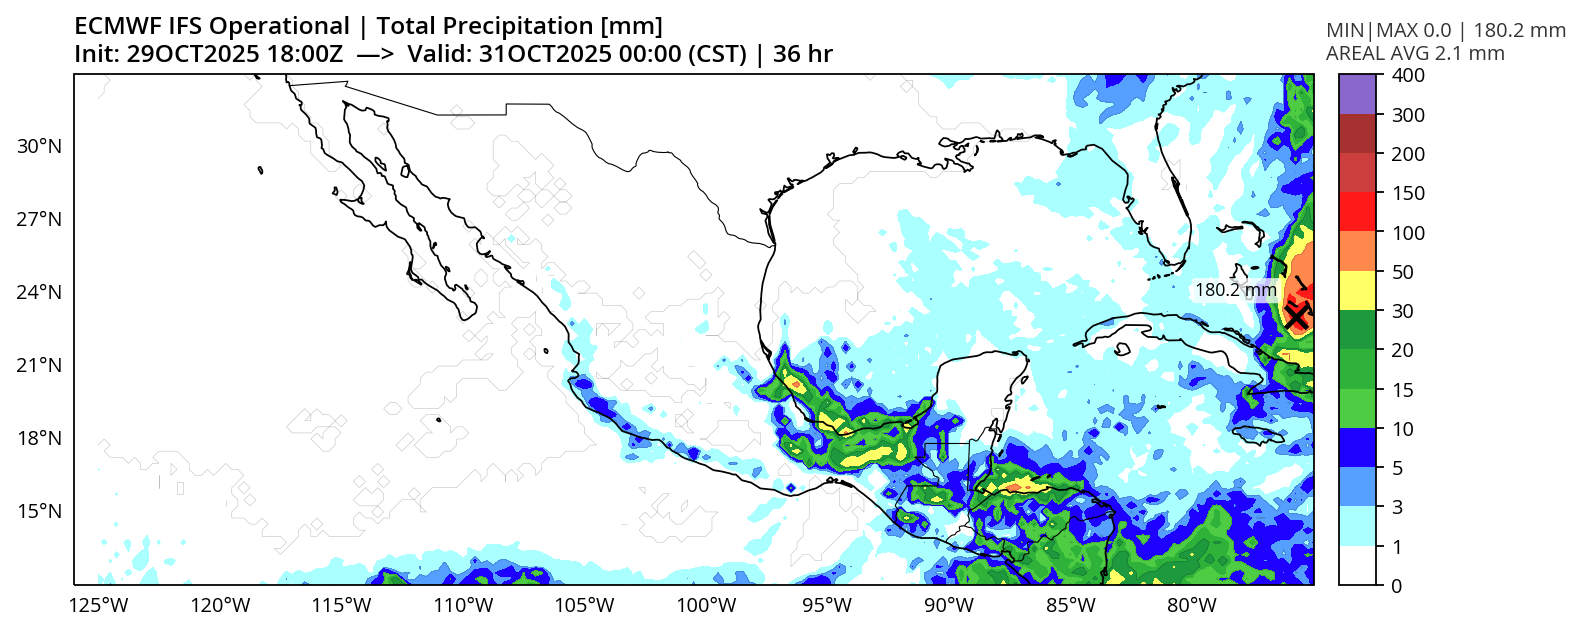 ECMWF IFS Operational | Total Precipitation [mm]
Init: 29OCT2025 18:00Z —> Valid: 31OCT2025 00:00 (CST) | 36 hr
MIN|MAX 0.0 | 180.2 mm
AREAL AVG 2.1 mm
400
300
200
150
100
50
30
20
15
10
5
3
1
0
30°N
27°N
24°N
21°N
18°N
15°N
180.2 mm
125°W 120°W 115°W 110°W 105°W 100°W 95°W 90°W 85°W 80°W